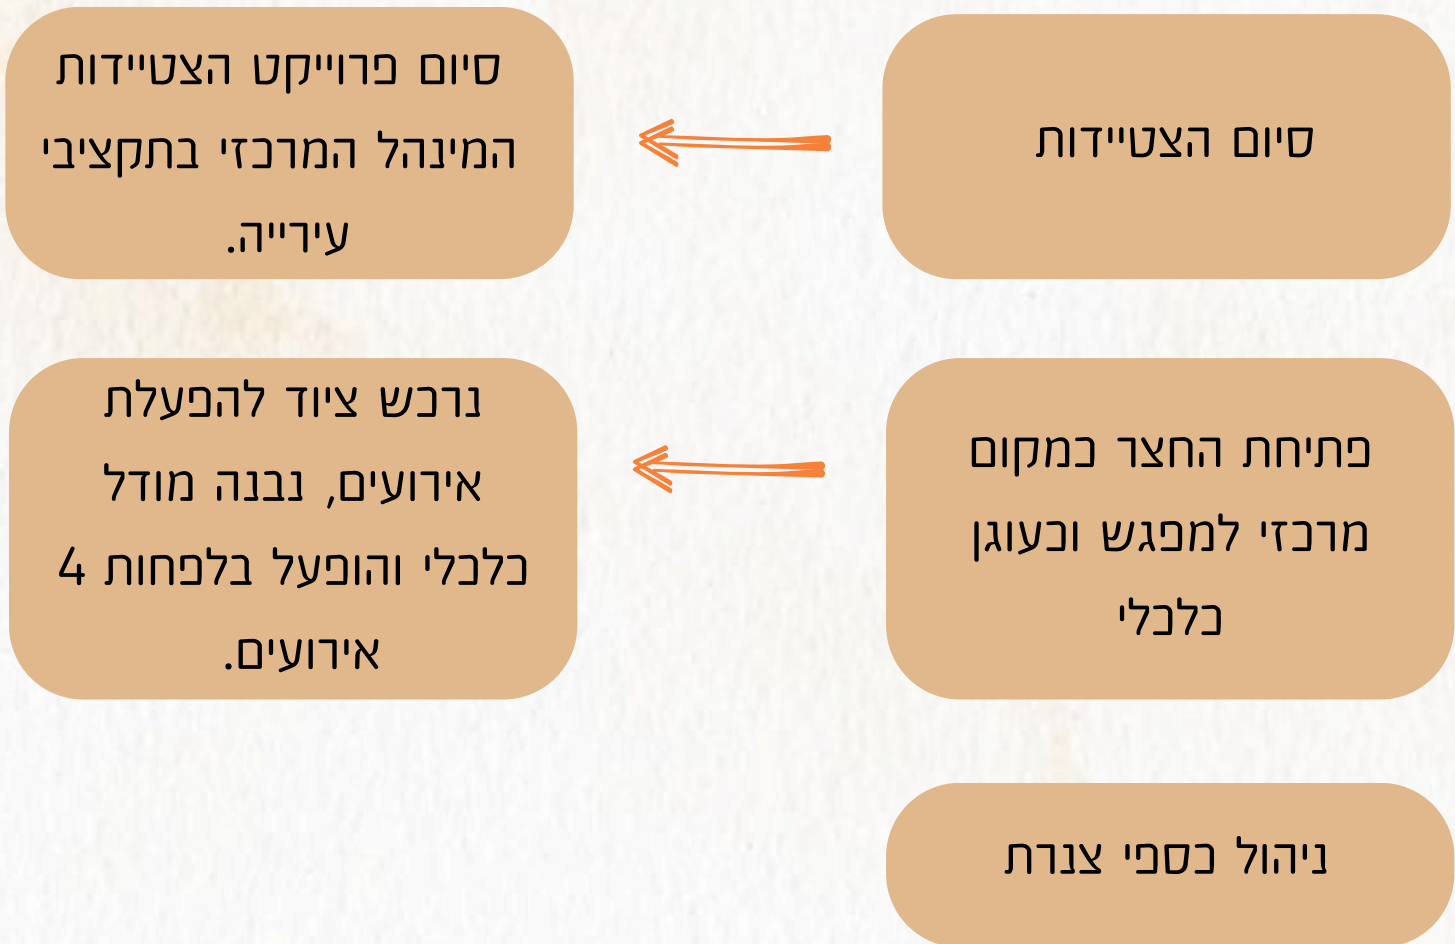 סיום הצטיידות
סיום פרוייקט הצטיידות
המינהל המרכזי בתקציבי
עירייה.
פתיחת החצר כמקום
מרכזי למפגש וכעוגן
כלכלי
נרכש ציוד להפעלת
אירועים, נבנה מודל
כלכלי והופעל בלפחות 4
אירועים.
ניהול כספי צנרת